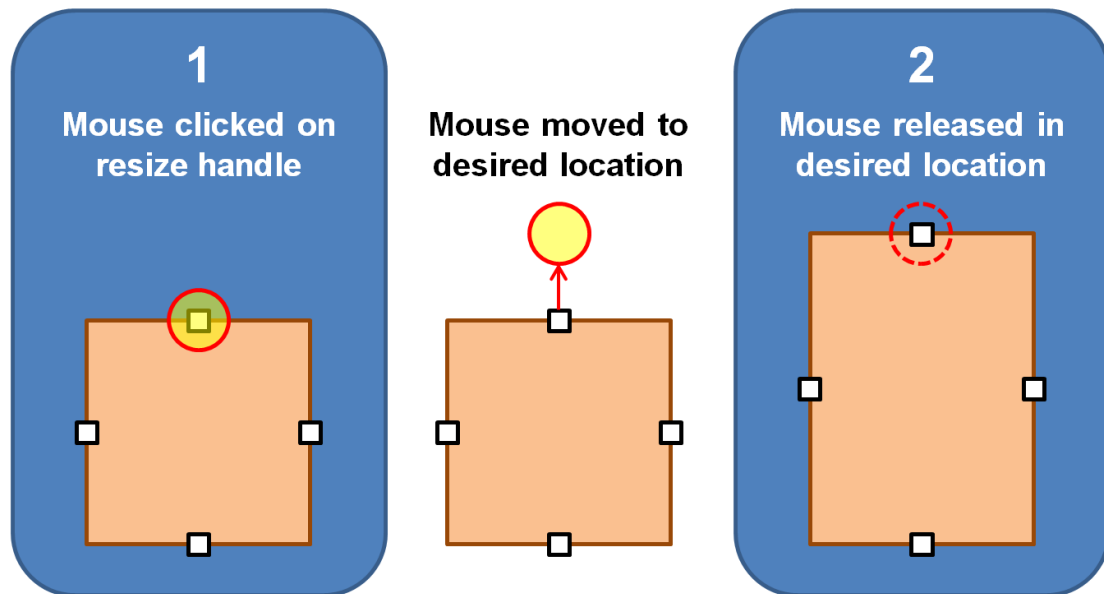 1
Mouse clicked on
resize handle
Mouse moved to
desired location
2
Mouse released in
desired location